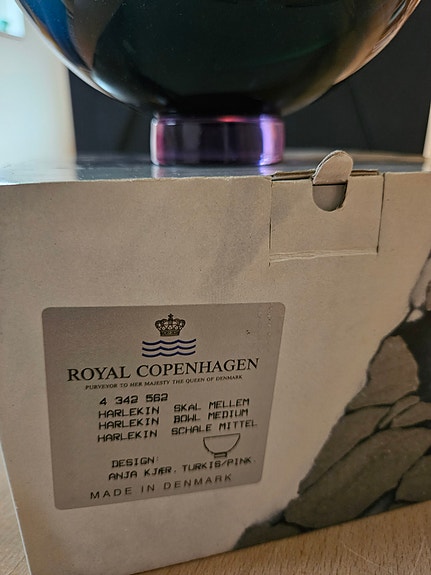 ROYAL COPENHAGEN
PURVEYOR TO HER MAJESTY THE QUEEN OF DENMARK
4 342 562
HARLEKIN SKAL MELLEM
HARLEKIN BOWL MEDIUM
HARLEKIN SCHALE MITTEL
DESIGN:
ANJA KJÆR. TURKIS/PINK.
MADE IN DENMARK